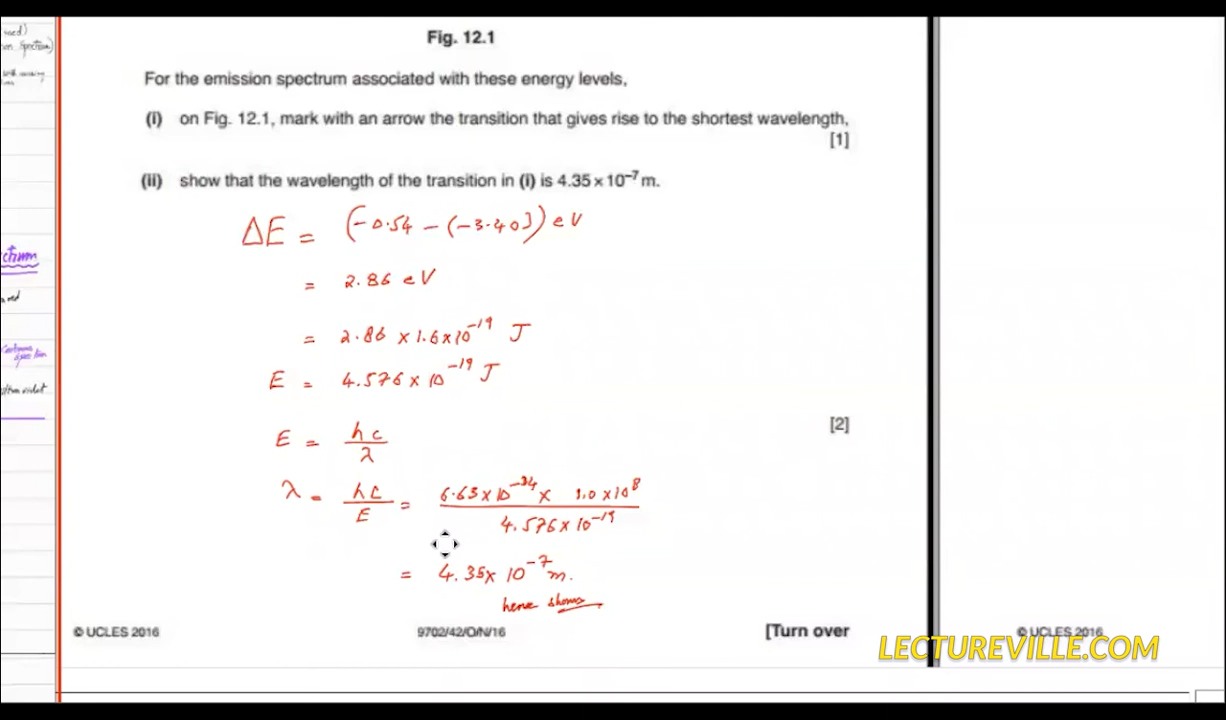 Fig. 12.1
For the emission spectrum associated with these energy levels,
(i) on Fig. 12.1, mark with an arrow the transition that gives rise to the shortest wavelength,
[1]
(ii) show that the wavelength of the transition in (i) is 4.35 × 10⁻⁷ m.
ΔE = (-0.54 - (-3.40)) eV
= 2.86 eV
= 2.86 × 1.6 × 10⁻¹⁹ J
E = 4.576 × 10⁻¹⁹ J
[2]
E = hc/λ
λ = hc/E = 6.63 × 10⁻³⁴ × 3.0 × 10⁸ / 4.576 × 10⁻¹⁹
= 4.35 × 10⁻⁷ m.
hence shown
© UCLES 2016
9702/42/O/N/16
[Turn over
© UCLES 2016
LECTUREVILLE.COM